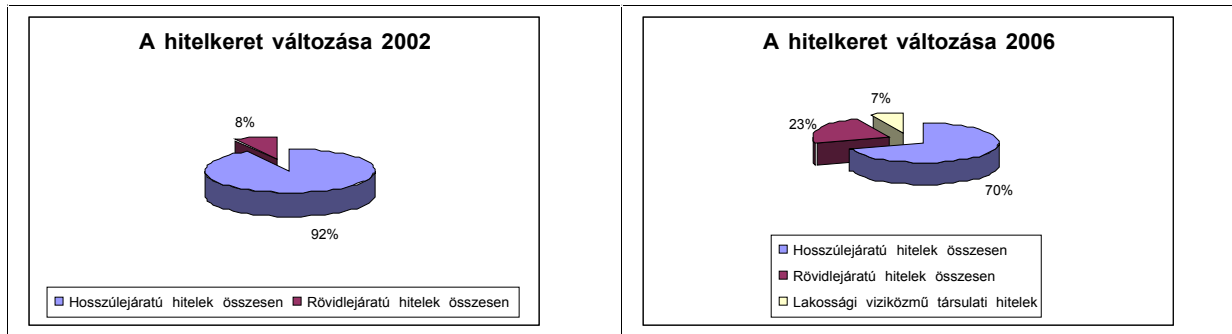 A hitelkeret változása 2002
8%
92%
Hosszúlejáratú hitelek összesen Rövidlejáratú hitelek összesen
A hitelkeret változása 2006
7%
23%
70%
Hosszúlejáratú hitelek összesen
Rövidlejáratú hitelek összesen
Lakossági viziközmű társulati hitelek